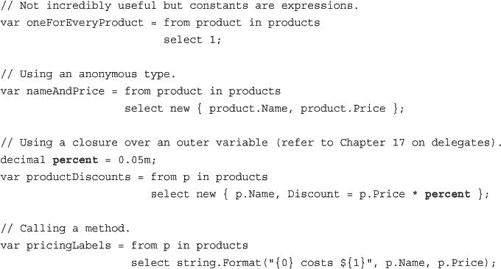 // Not incredibly useful but constants are expressions.
var oneForEveryProduct = from product in products
select 1;
// Using an anonymous type.
var nameAndPrice = from product in products
select new { product.Name, product.Price };
// Using a closure over an outer variable (refer to Chapter 17 on delegates).
decimal percent = 0.05m;
var productDiscounts = from p in products
select new { p.Name, Discount = p.Price * percent };
// Calling a method.
var pricingLabels = from p in products
select string.Format("{0} costs ${1}", p.Name, p.Price);